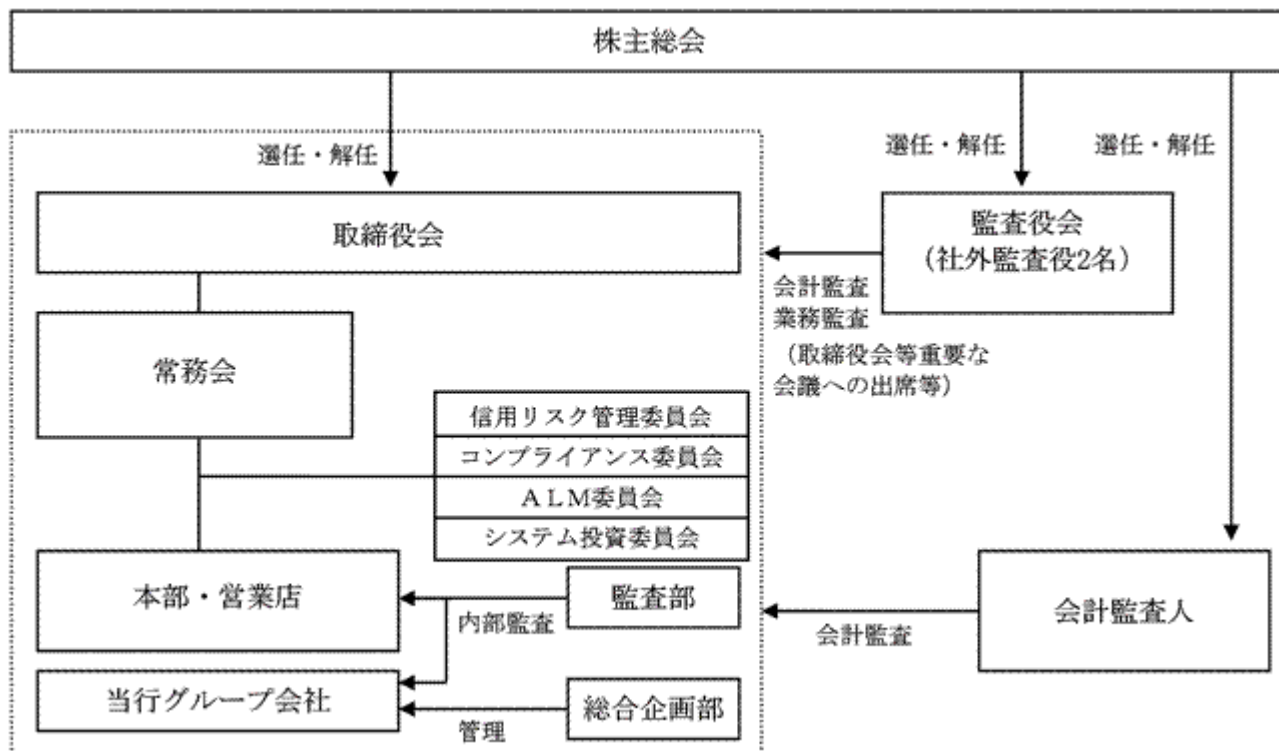 株主総会
選任・解任
選任・解任
選任・解任
取締役会
監査役会
（社外監査役2名）
会計監査
業務監査
（取締役会等重要な
会議への出席等）
常務会
信用リスク管理委員会
コンプライアンス委員会
ＡＬＭ委員会
システム投資委員会
本部・営業店
監査部
内部監査
会計監査人
会計監査
当行グループ会社
総合企画部
管理